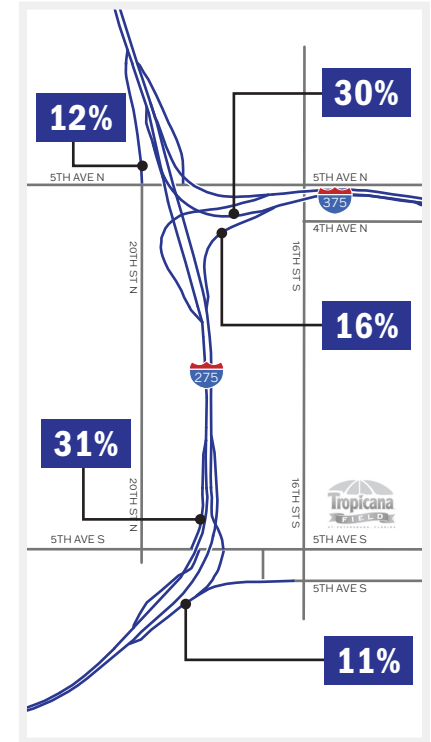 30%
12%
5TH AVE N
5TH AVE N
375
4TH AVE N
20TH ST N
16TH ST S
16%
275
31%
20TH ST N
16TH ST S
Tropicana
FIELD
5TH AVE S
5TH AVE S
5TH AVE S
11%